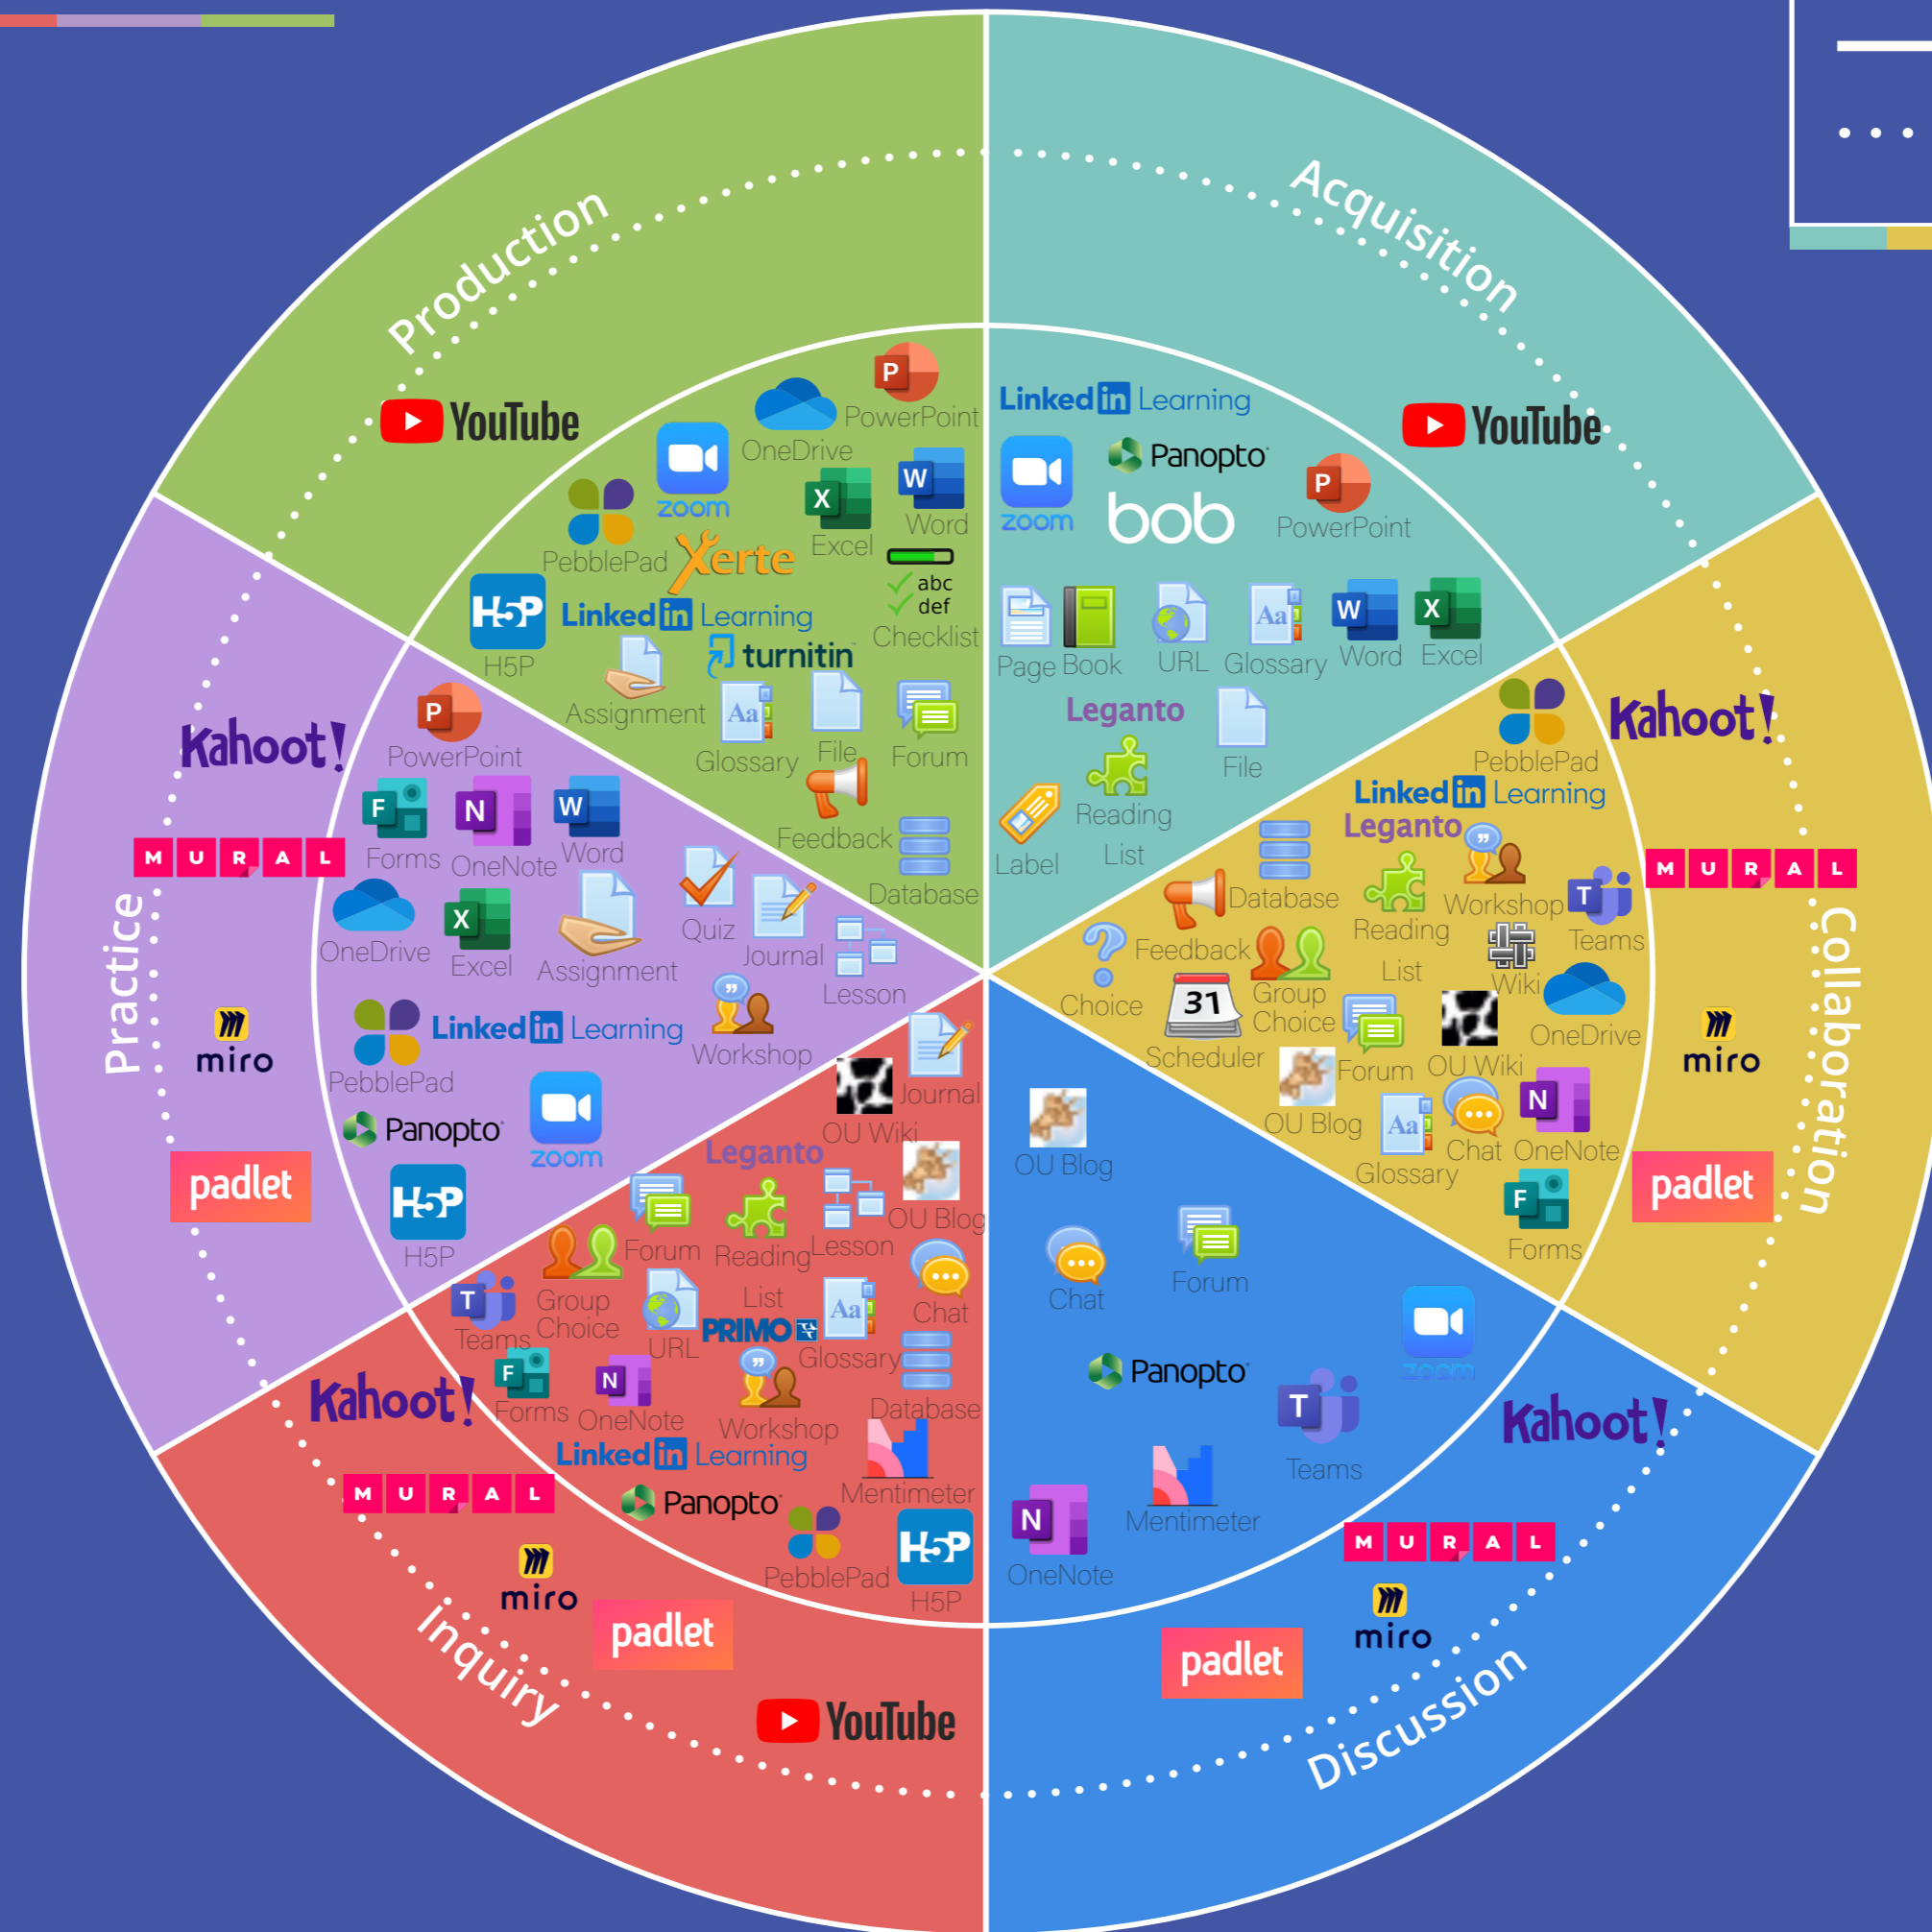 Production
YouTube
PowerPoint
OneDrive
zoom
Word
Excel
PebblePad
Xerte
abc
def
Checklist
H5P
H5P
Linked in Learning
turnitin
Assignment
Aa
Glossary
File
Forum
Feedback
Database
Acquisition
YouTube
Linked in Learning
zoom
Panopto
bob
PowerPoint
Page
Book
URL
Aa
Glossary
Word
Excel
Leganto
File
Reading
List
Label
Collaboration
Kahoot!
MURAL
miro
padlet
PebblePad
Linked in Learning
Leganto
Database
Workshop
Feedback
Reading
List
Teams
Choice
Group
Choice
Wiki
31
Scheduler
Forum
OU Wiki
OneDrive
OU Blog
Aa
Glossary
Chat
OneNote
Forms
Discussion
OU Blog
Chat
Forum
zoom
Panopto
Teams
Mentimeter
OneNote
Kahoot!
MURAL
miro
padlet
Inquiry
Journal
OU Wiki
Leganto
OU Blog
Forum
Reading
List
Lesson
Group
Choice
Chat
Teams
URL
PRIMO
Aa
Glossary
Database
Forms
OneNote
Workshop
Linked in Learning
Mentimeter
Panopto
PebblePad
H5P
H5P
Kahoot!
MURAL
miro
padlet
YouTube
Practice
Kahoot!
MURAL
miro
padlet
PowerPoint
Forms
OneNote
Word
OneDrive
Excel
Assignment
Quiz
Journal
Lesson
PebblePad
Linked in Learning
Workshop
Panopto
zoom
H5P
H5P